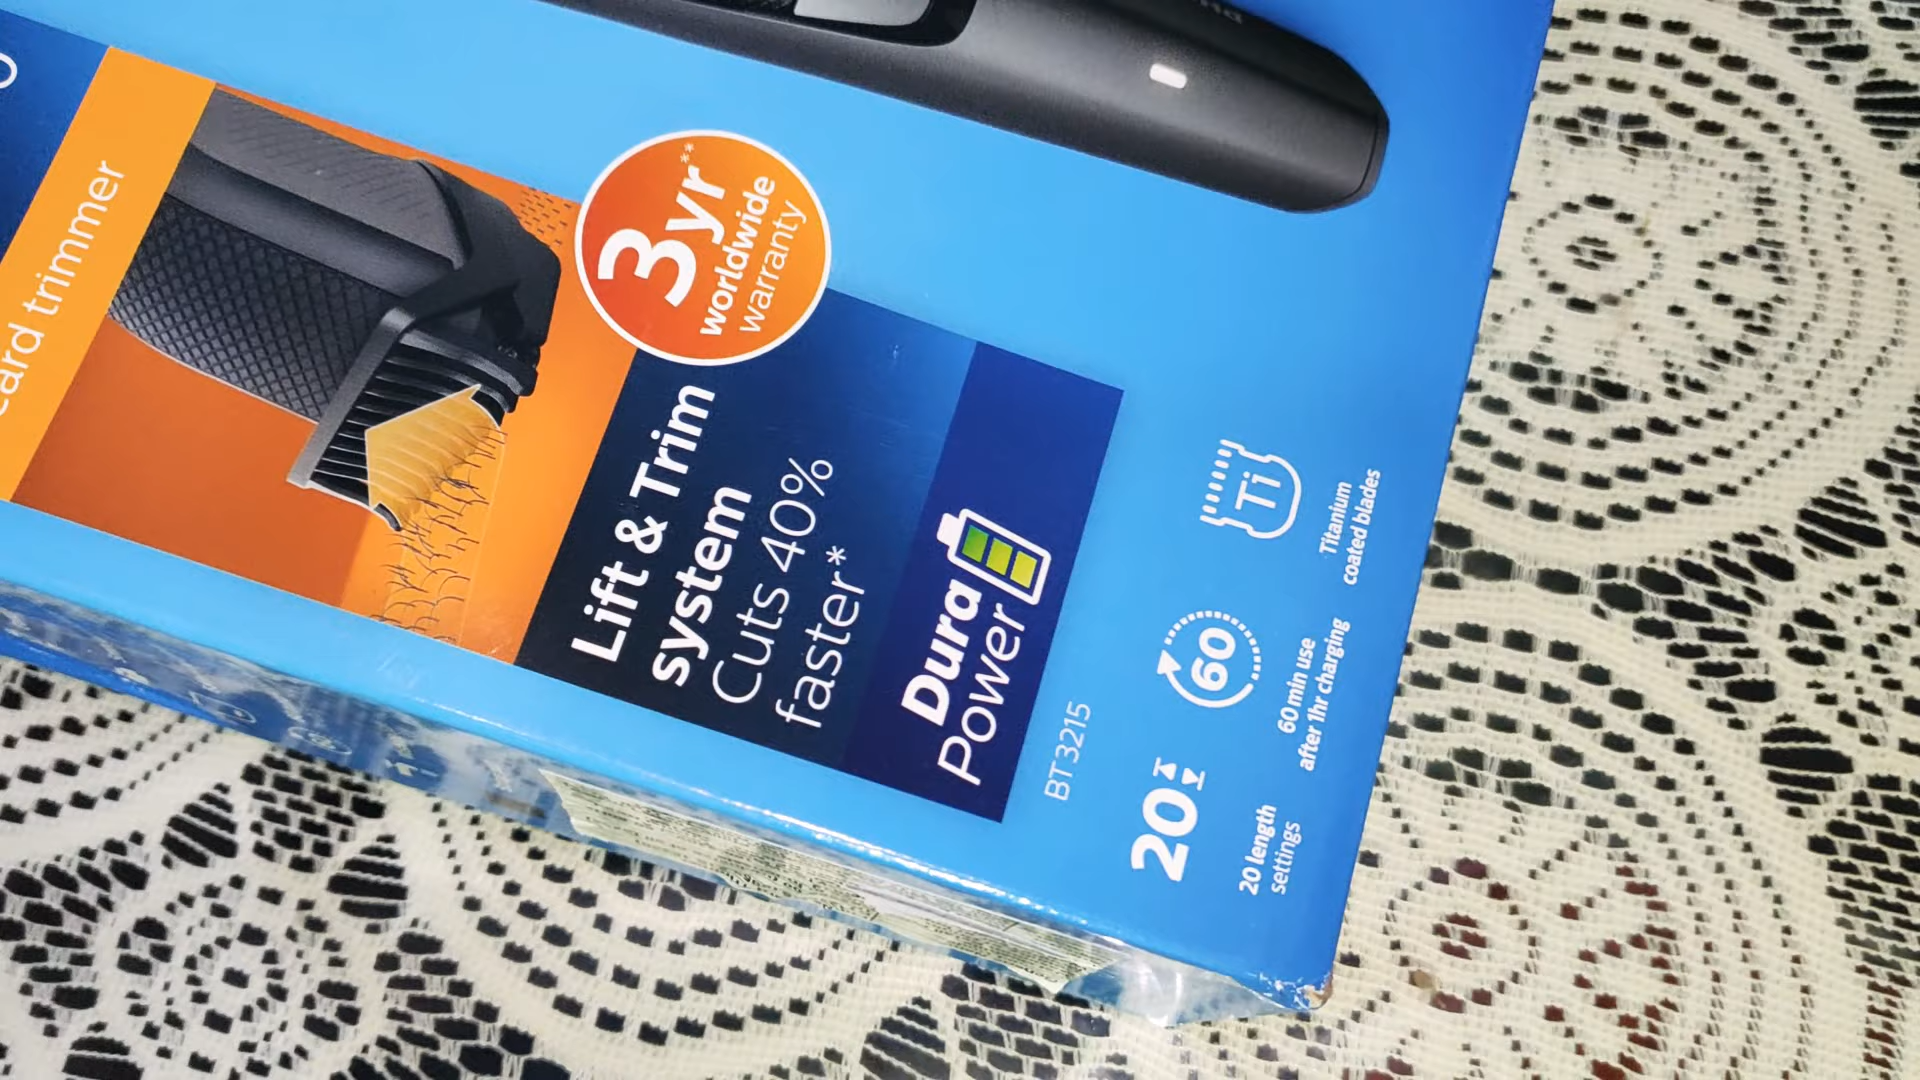 trimmer
3yr**
worldwide
warranty
Lift & Trim
system
Cuts 40%
faster*
Dura
Power
BT3215
Ti
Titanium
coated blades
60
60 min use
after 1hr charging
20
20 length
settings